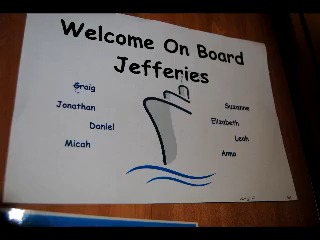 Welcome On Board
Jefferies
Craig
Jonathan
Daniel
Micah
Suzanne
Elizabeth
Leah
Anna